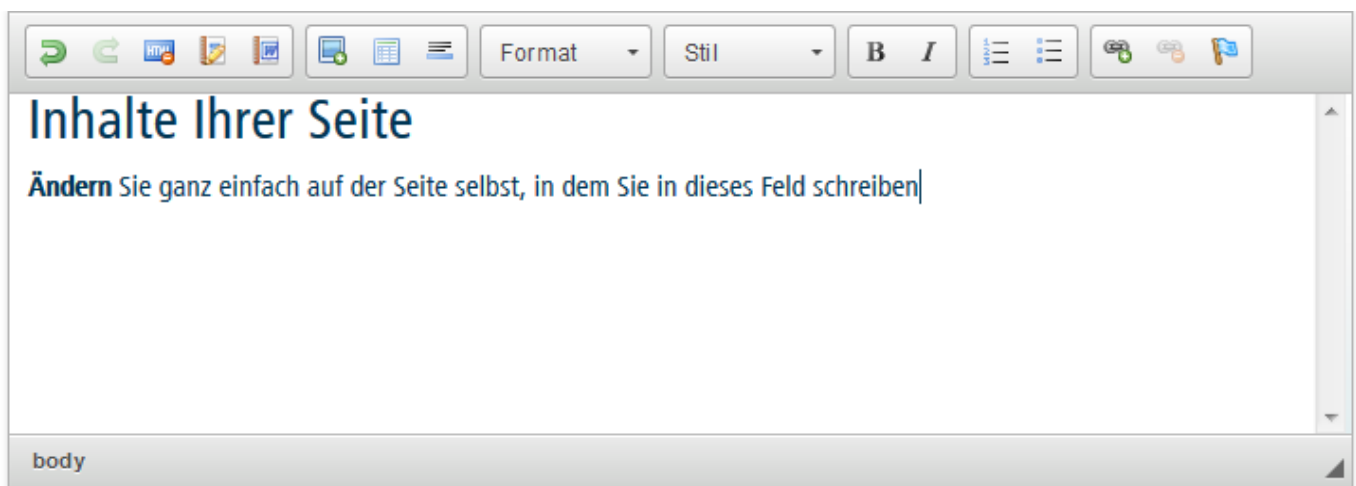 Format Stil B I
Inhalte Ihrer Seite
Ändern Sie ganz einfach auf der Seite selbst, in dem Sie in dieses Feld schreiben
body